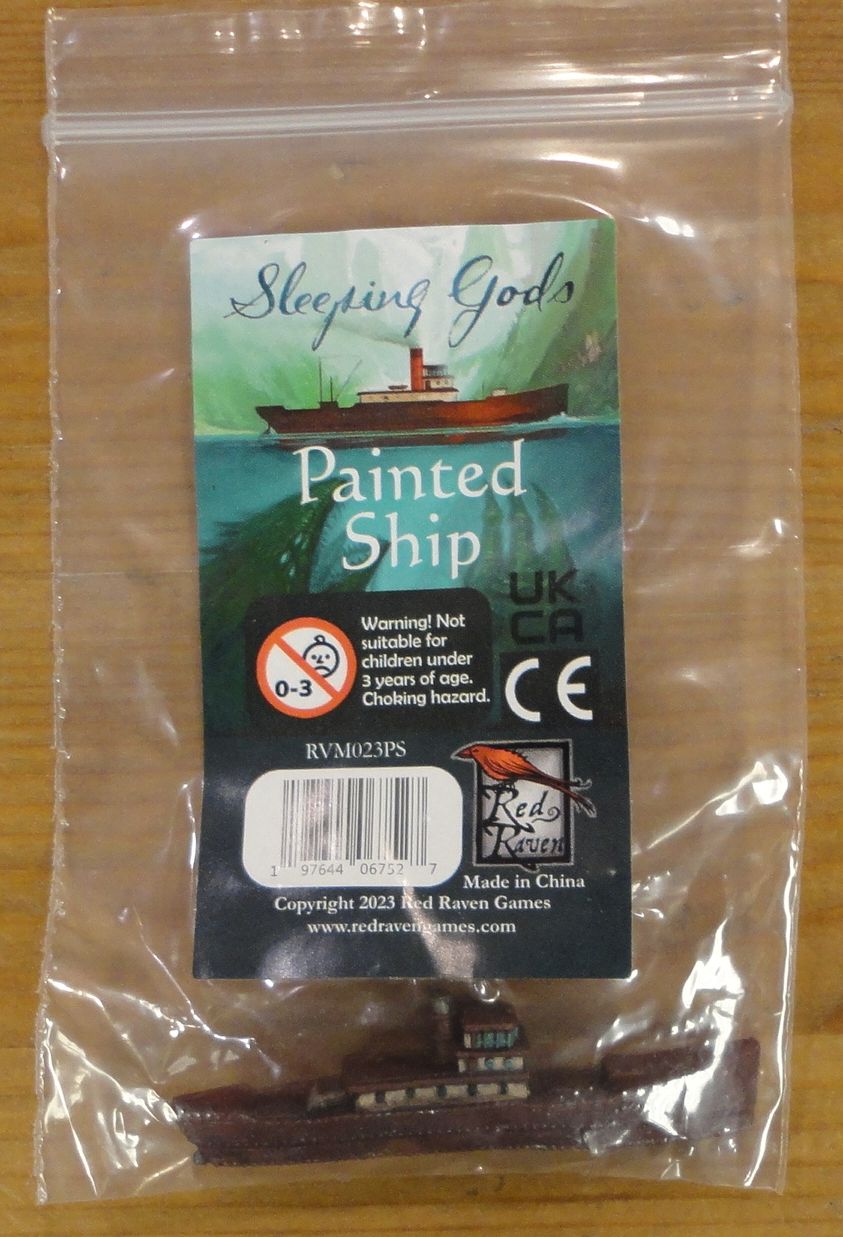 Sleeping Gods
Painted
Ship
UK
CA
Warning! Not
suitable for
children under
3 years of age.
Choking hazard.
0-3
CE
RVM023PS
1 97644 06752 7
Red
Raven
Made in China
Copyright 2023 Red Raven Games
www.redravengames.com